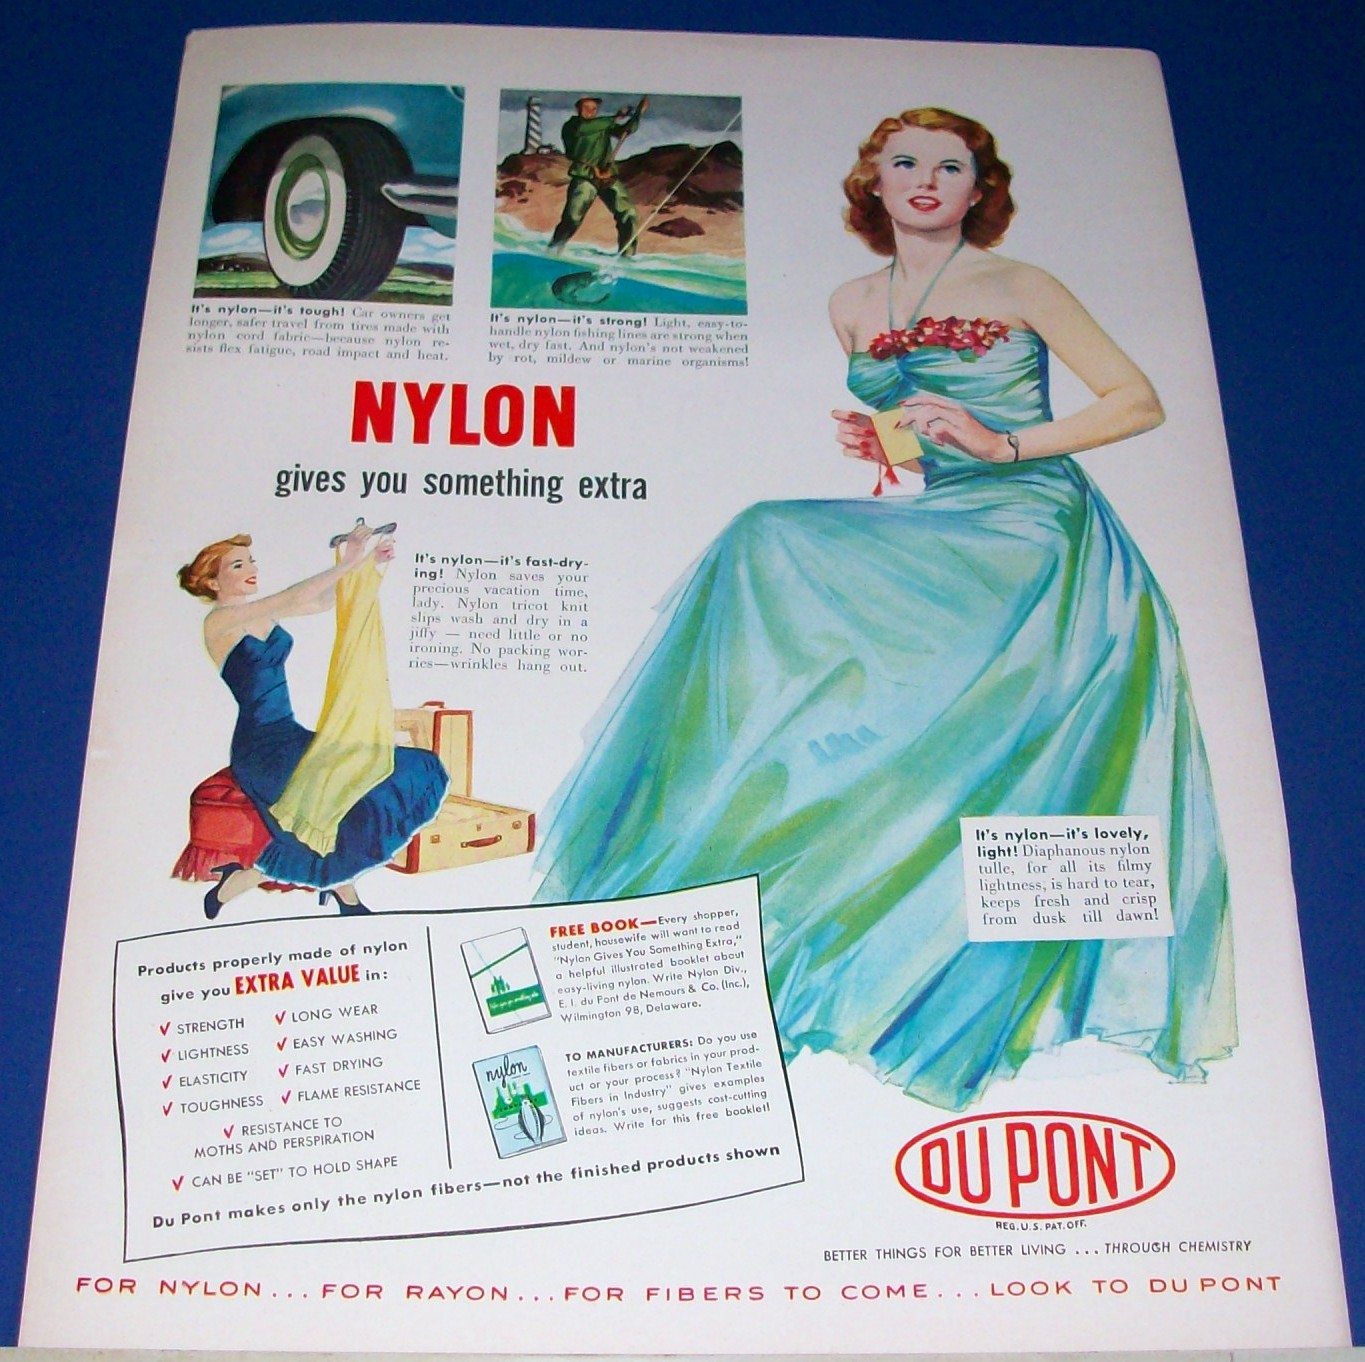 It's nylon—it's tough! Car owners get
longer, safer travel from tires made with
nylon cord fabric—because nylon re-
sists flex fatigue, road impact and heat.
It's nylon—it's strong! Light, easy-to-
handle nylon fishing lines are strong when
wet, dry fast. And nylon's not weakened
by rot, mildew or marine organisms!
NYLON
gives you something extra
It's nylon—it's fast-dry-
ing! Nylon saves your
precious vacation time,
lady. Nylon tricot knit
slips wash and dry in a
jiffy — need little or no
ironing. No packing wor-
ries—wrinkles hang out.
It's nylon—it's lovely,
light! Diaphanous nylon
tulle, for all its filmy
lightness, is hard to tear,
keeps fresh and crisp
from dusk till dawn!
Products properly made of nylon
give you EXTRA VALUE in:
√ STRENGTH
√ LIGHTNESS
√ ELASTICITY
√ TOUGHNESS
√ LONG WEAR
√ EASY WASHING
√ FAST DRYING
√ FLAME RESISTANCE
√ RESISTANCE TO
MOTHS AND PERSPIRATION
√ CAN BE "SET" TO HOLD SHAPE
FREE BOOK—Every shopper,
student, housewife will want to read
"Nylon Gives You Something Extra,"
a helpful illustrated booklet about
easy-living nylon. Write Nylon Div.,
E. I. du Pont de Nemours & Co. (Inc.),
Wilmington 98, Delaware.
nylon
TO MANUFACTURERS: Do you use
textile fibers or fabrics in your prod-
uct or your process? "Nylon Textile
Fibers in Industry" gives examples
of nylon's use, suggests cost-cutting
ideas. Write for this free booklet!
Du Pont makes only the nylon fibers—not the finished products shown
DU PONT
REG. U. S. PAT. OFF.
BETTER THINGS FOR BETTER LIVING ... THROUGH CHEMISTRY
FOR NYLON... FOR RAYON... FOR FIBERS TO COME... LOOK TO DU PONT